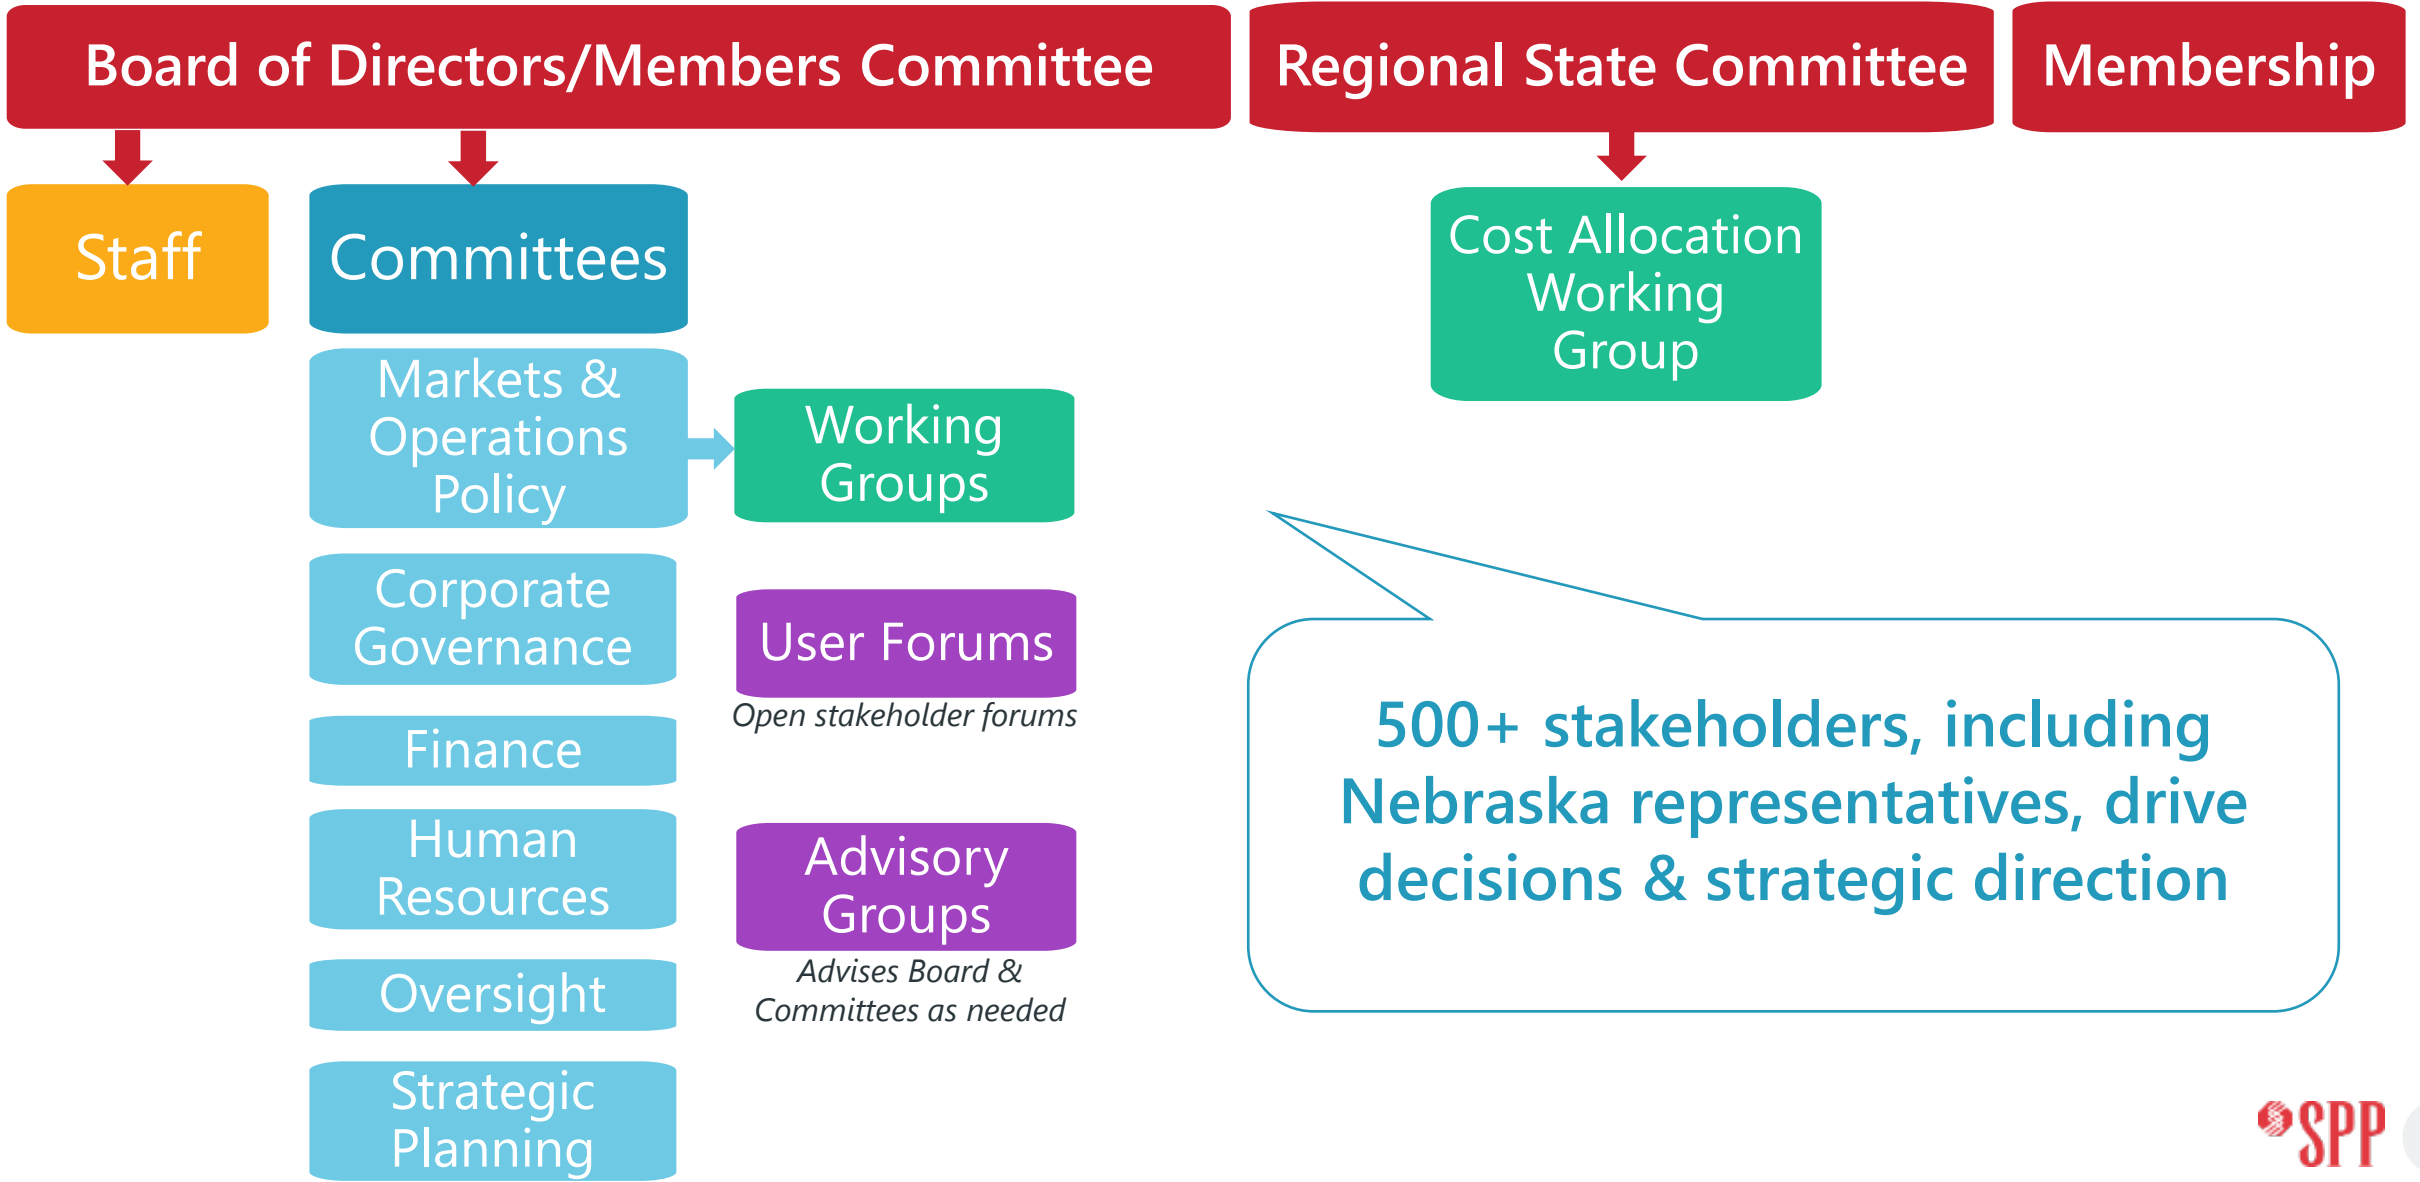 Board of Directors/Members Committee
Regional State Committee
Membership
Staff
Committees
Cost Allocation
Working
Group
Markets &
Operations
Policy
Working
Groups
Corporate
Governance
User Forums
Open stakeholder forums
Finance
Human
Resources
Advisory
Groups
Advises Board &
Committees as needed
Oversight
Strategic
Planning
500+ stakeholders, including
Nebraska representatives, drive
decisions & strategic direction
SPP